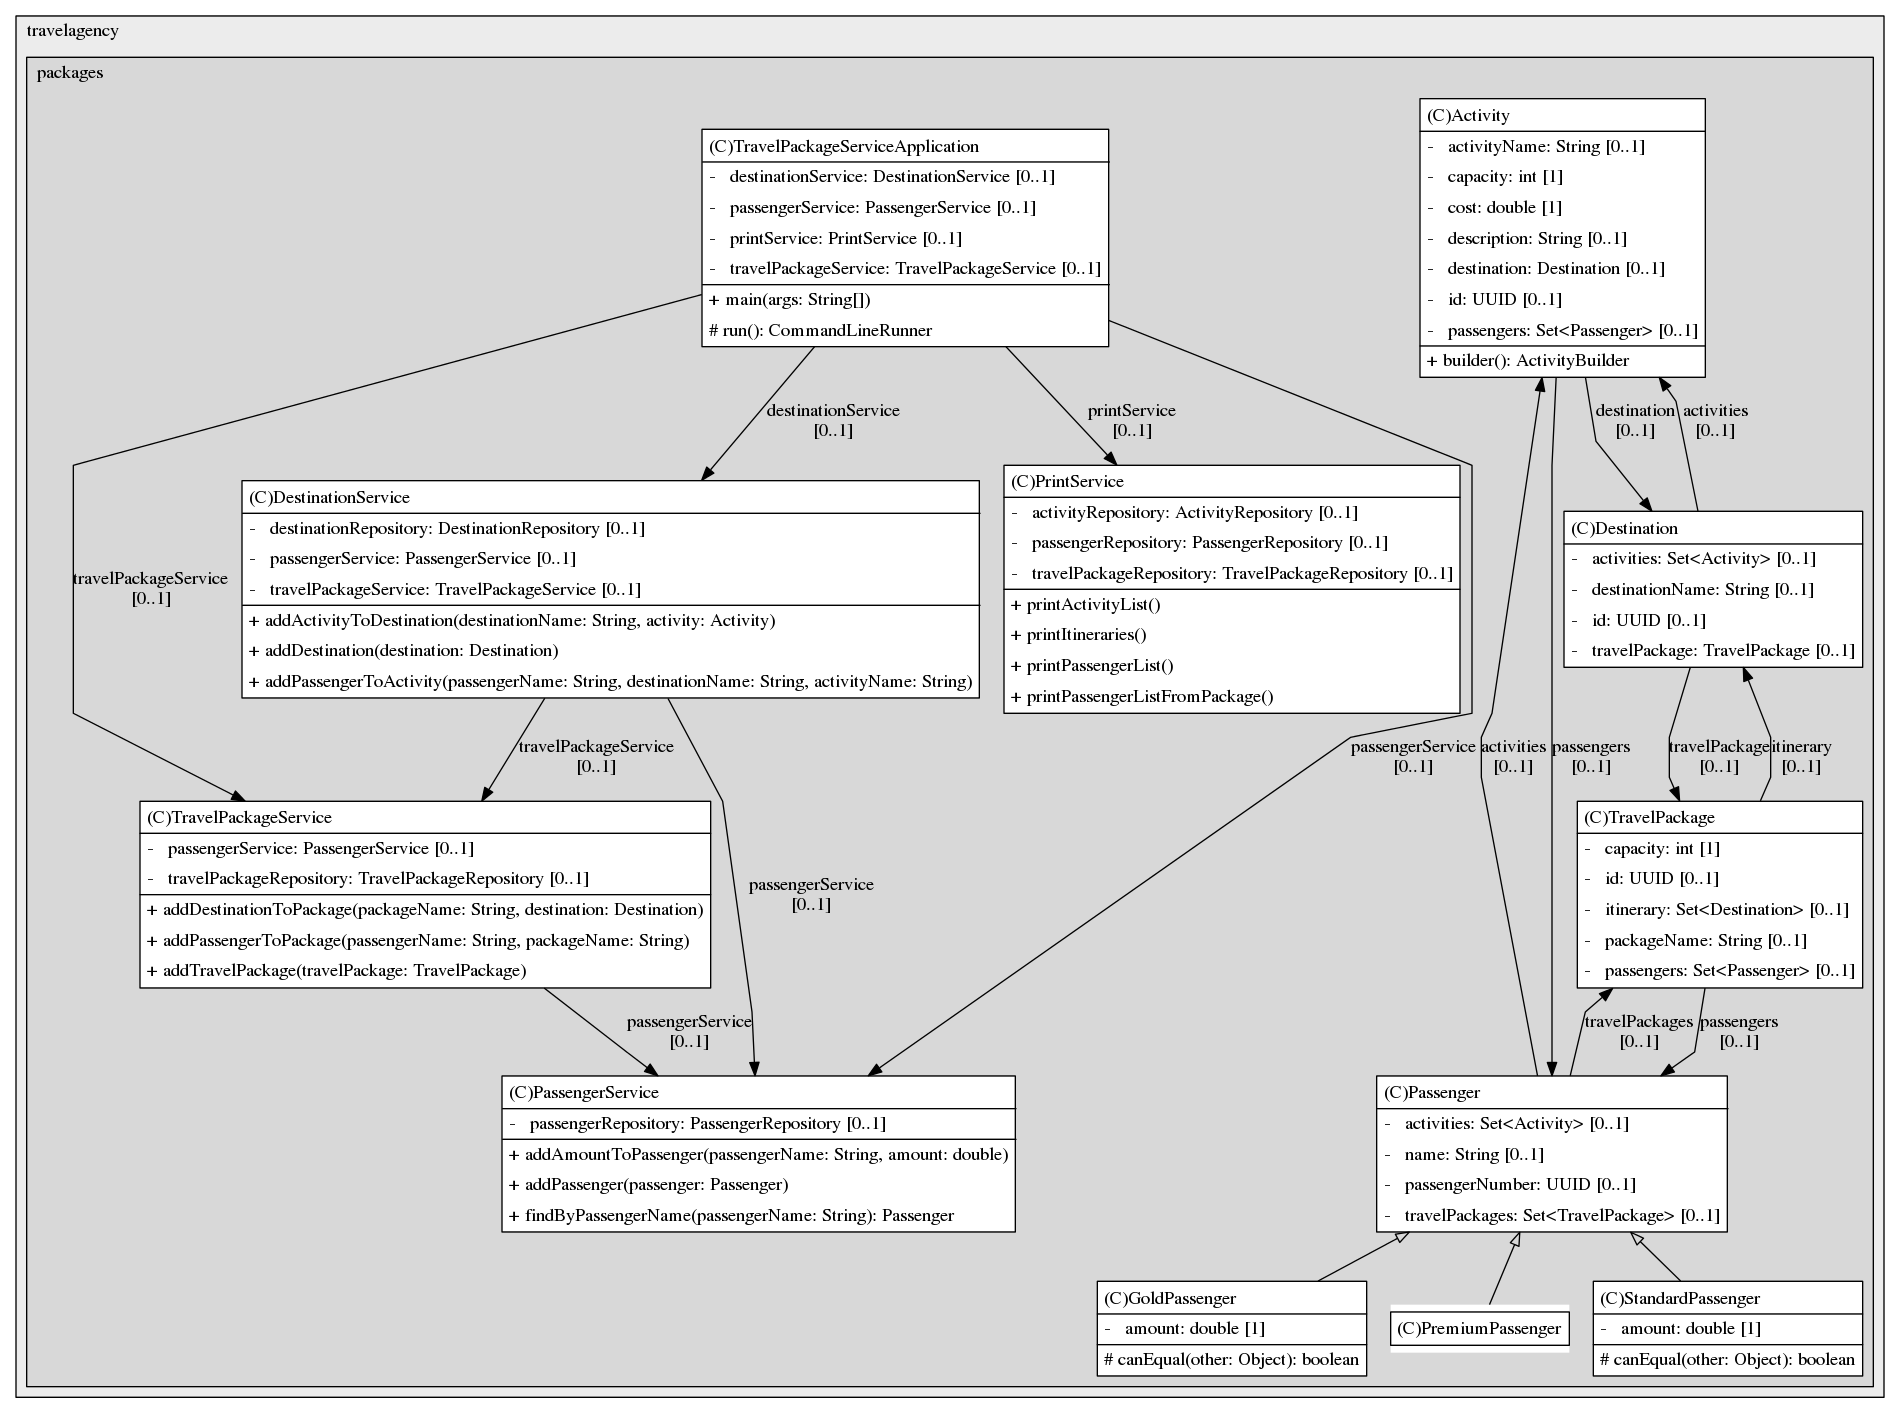 travelagency
packages
(C)TravelPackageServiceApplication
-   destinationService: DestinationService [0..1]
-   passengerService: PassengerService [0..1]
-   printService: PrintService [0..1]
-   travelPackageService: TravelPackageService [0..1]
+ main(args: String[])
# run(): CommandLineRunner
(C)Activity
-   activityName: String [0..1]
-   capacity: int [1]
-   cost: double [1]
-   description: String [0..1]
-   destination: Destination [0..1]
-   id: UUID [0..1]
-   passengers: Set<Passenger> [0..1]
+ builder(): ActivityBuilder
destinationService
[0..1]
printService
[0..1]
destination
[0..1]
activities
[0..1]
travelPackageService
[0..1]
(C)DestinationService
-   destinationRepository: DestinationRepository [0..1]
-   passengerService: PassengerService [0..1]
-   travelPackageService: TravelPackageService [0..1]
+ addActivityToDestination(destinationName: String, activity: Activity)
+ addDestination(destination: Destination)
+ addPassengerToActivity(passengerName: String, destinationName: String, activityName: String)
(C)PrintService
-   activityRepository: ActivityRepository [0..1]
-   passengerRepository: PassengerRepository [0..1]
-   travelPackageRepository: TravelPackageRepository [0..1]
+ printActivityList()
+ printItineraries()
+ printPassengerList()
+ printPassengerListFromPackage()
(C)Destination
-   activities: Set<Activity> [0..1]
-   destinationName: String [0..1]
-   id: UUID [0..1]
-   travelPackage: TravelPackage [0..1]
travelPackageService
[0..1]
passengerService
[0..1]
activities
[0..1]
passengers
[0..1]
travelPackage
[0..1]
itinerary
[0..1]
(C)TravelPackageService
-   passengerService: PassengerService [0..1]
-   travelPackageRepository: TravelPackageRepository [0..1]
+ addDestinationToPackage(packageName: String, destination: Destination)
+ addPassengerToPackage(passengerName: String, packageName: String)
+ addTravelPackage(travelPackage: TravelPackage)
passengerService
[0..1]
(C)TravelPackage
-   capacity: int [1]
-   id: UUID [0..1]
-   itinerary: Set<Destination> [0..1]
-   packageName: String [0..1]
-   passengers: Set<Passenger> [0..1]
passengerService
[0..1]
travelPackages
[0..1]
passengers
[0..1]
(C)PassengerService
-   passengerRepository: PassengerRepository [0..1]
+ addAmountToPassenger(passengerName: String, amount: double)
+ addPassenger(passenger: Passenger)
+ findByPassengerName(passengerName: String): Passenger
(C)Passenger
-   activities: Set<Activity> [0..1]
-   name: String [0..1]
-   passengerNumber: UUID [0..1]
-   travelPackages: Set<TravelPackage> [0..1]
(C)GoldPassenger
-   amount: double [1]
# canEqual(other: Object): boolean
(C)PremiumPassenger
(C)StandardPassenger
-   amount: double [1]
# canEqual(other: Object): boolean